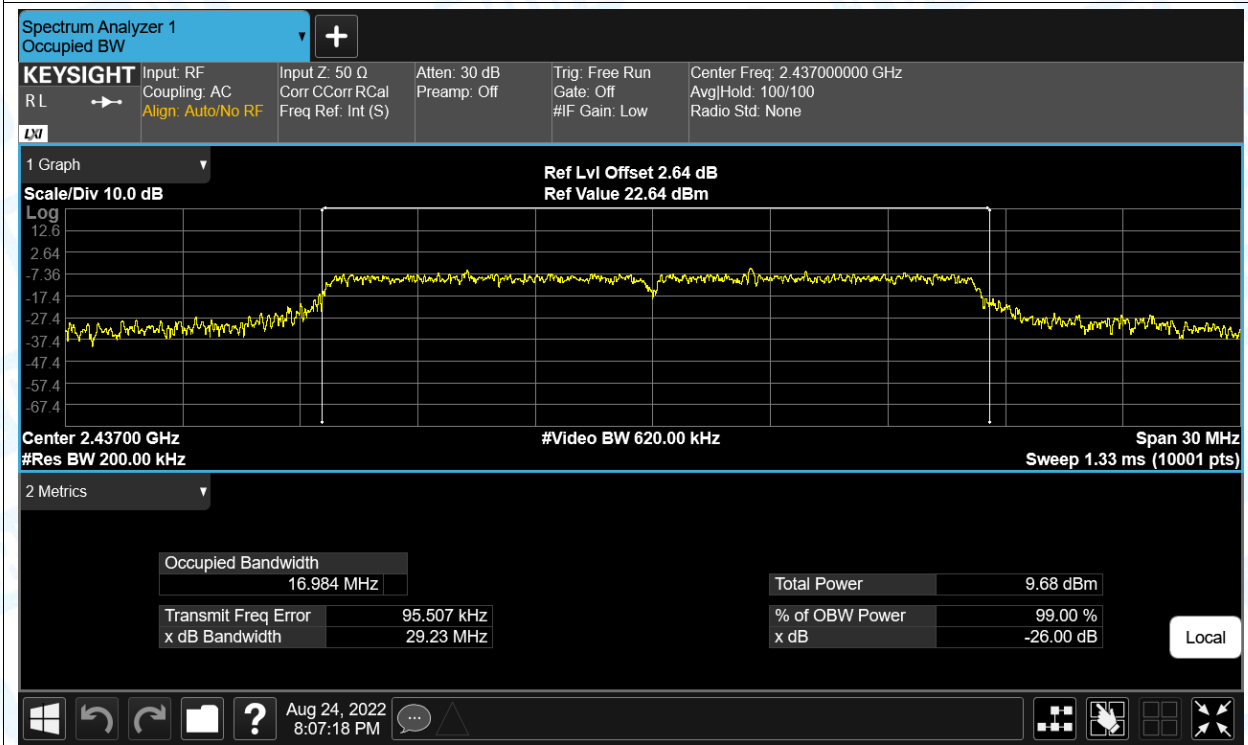 Spectrum Analyzer 1
Occupied BW
KEYSIGHT
R L
LXI
Input: RF
Coupling: AC
Align: Auto/No RF
Input Z: 50 Ω
Corr CCorr RCal
Freq Ref: Int (S)
Atten: 30 dB
Preamp: Off
Trig: Free Run
Gate: Off
#IF Gain: Low
Center Freq: 2.437000000 GHz
Avg|Hold: 100/100
Radio Std: None
1 Graph
Scale/Div 10.0 dB
Ref Lvl Offset 2.64 dB
Ref Value 22.64 dBm
Log
12.6
2.64
-7.36
-17.4
-27.4
-37.4
-47.4
-57.4
-67.4
Center 2.43700 GHz
#Video BW 620.00 kHz
Span 30 MHz
#Res BW 200.00 kHz
Sweep 1.33 ms (10001 pts)
2 Metrics
Occupied Bandwidth
16.984 MHz
Total Power 9.68 dBm
Transmit Freq Error 95.507 kHz
% of OBW Power 99.00 %
x dB Bandwidth 29.23 MHz
x dB -26.00 dB
Local
?
Aug 24, 2022
8:07:18 PM